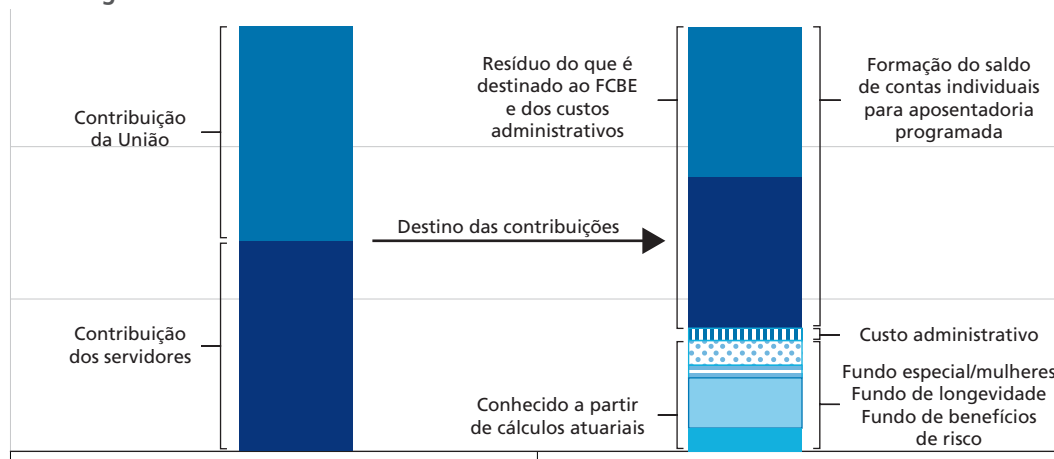 Contribuição
da União
Contribuição
dos servidores
Destino das contribuições
Resíduo do que é
destinado ao FCBE
e dos custos
administrativos
Conhecido a partir
de cálculos atuariais
Formação do saldo
de contas individuais
para aposentadoria
programada
Custo administrativo
Fundo especial/mulheres
Fundo de longevidade
Fundo de benefícios
de risco